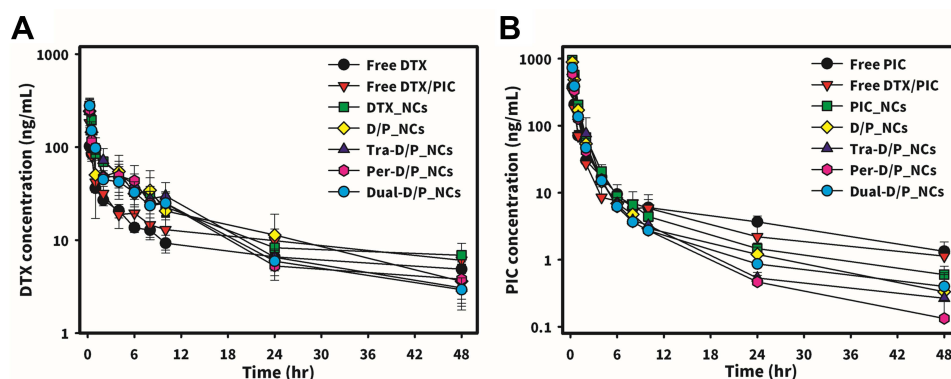 A
DTX concentration (ng/mL)
1000
100
10
1
0 6 12 18 24 30 36 42 48
Time (hr)
Free DTX
Free DTX/PIC
DTX_NCs
D/P_NCs
Tra-D/P_NCs
Per-D/P_NCs
Dual-D/P_NCs
B
PIC concentration (ng/mL)
1000
100
10
1
0.1
0 6 12 18 24 30 36 42 48
Time (hr)
Free PIC
Free DTX/PIC
PIC_NCs
D/P_NCs
Tra-D/P_NCs
Per-D/P_NCs
Dual-D/P_NCs